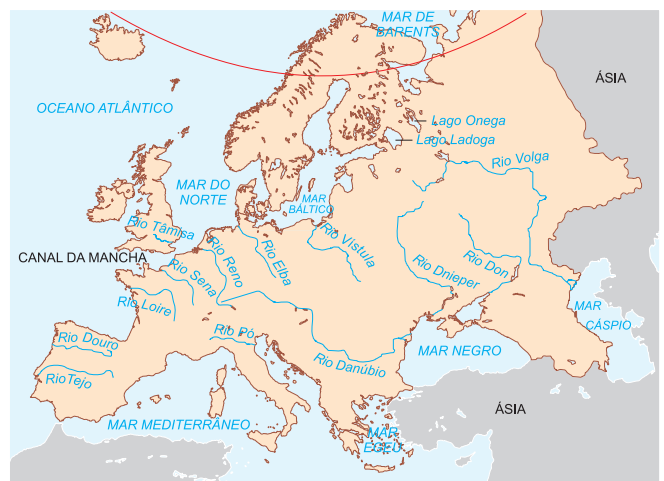 MAR DE
BARENTS
ÁSIA
OCEANO ATLÂNTICO
Lago Onega
Lago Ladoga
Rio Volga
MAR DO
NORTE
MAR
BÁLTICO
Rio Tâmisa
Rio Vístula
Rio Elba
Rio Reno
CANAL DA MANCHA
Rio Sena
Rio Dnieper
Rio Don
Rio Loire
MAR
CÁSPIO
Rio Douro
Rio Pó
MAR NEGRO
Rio Danúbio
RioTejo
ÁSIA
MAR MEDITERRÂNEO
MAR
EGEU